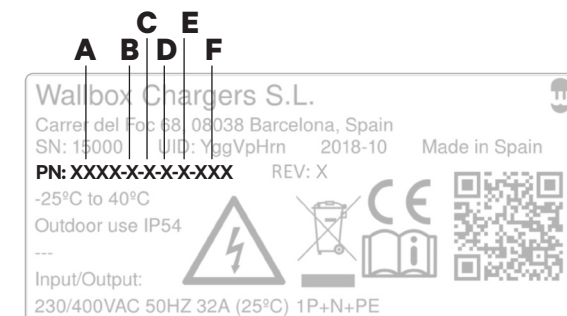 C E
A B D F
Wallbox Chargers S.L.
Carrer del Foc 68, 08038 Barcelona, Spain
SN: 15000 UID: YggVpHrn 2018-10 Made in Spain
PN: XXXX-X-X-X-X-XXX REV: X
-25ºC to 40ºC
Outdoor use IP54
---
Input/Output:
230/400VAC 50HZ 32A (25ºC) 1P+N+PE
CE
i